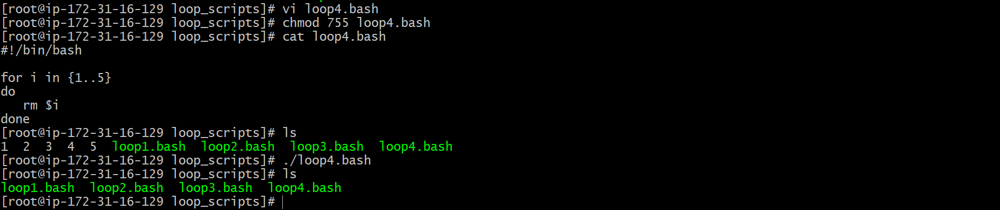 [root@ip-172-31-16-129 loop_scripts]# vi loop4.bash
[root@ip-172-31-16-129 loop_scripts]# chmod 755 loop4.bash
[root@ip-172-31-16-129 loop_scripts]# cat loop4.bash
#!/bin/bash

for i in {1..5}
do
   rm $i
done
[root@ip-172-31-16-129 loop_scripts]# ls
1  2  3  4  5  loop1.bash  loop2.bash  loop3.bash  loop4.bash
[root@ip-172-31-16-129 loop_scripts]# ./loop4.bash
[root@ip-172-31-16-129 loop_scripts]# ls
loop1.bash  loop2.bash  loop3.bash  loop4.bash
[root@ip-172-31-16-129 loop_scripts]#